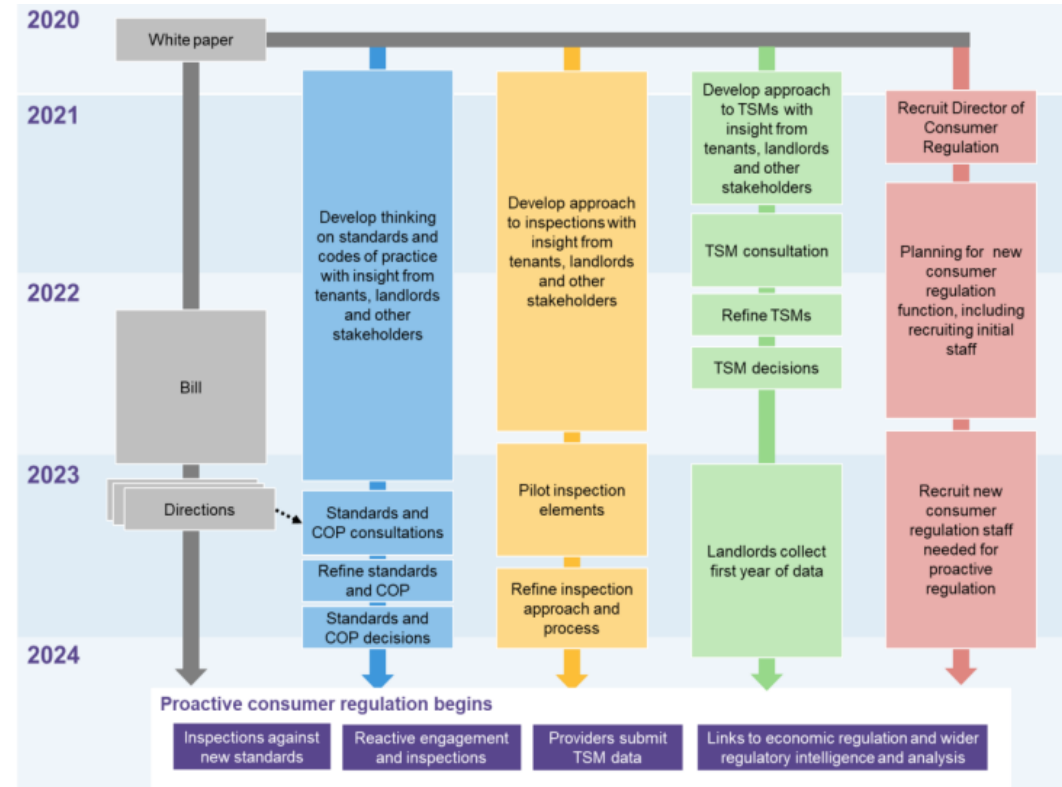 2020
White paper
2021
Develop approach
to TSMs with
insight from
tenants, landlords
and other
stakeholders
Recruit Director of
Consumer
Regulation
Develop thinking
on standards and
codes of practice
with insight from
tenants, landlords
and other
stakeholders
Develop approach
to inspections with
insight from
tenants, landlords
and other
stakeholders
TSM consultation
Planning for new
consumer
regulation
function, including
recruiting initial
staff
2022
Refine TSMs
TSM decisions
Bill
2023
Directions
Standards and
COP consultations
Pilot inspection
elements
Landlords collect
first year of data
Recruit new
consumer
regulation staff
needed for
proactive
regulation
Refine standards
and COP
Refine inspection
approach and
process
Standards and
COP decisions
2024
Proactive consumer regulation begins
Inspections against
new standards
Reactive engagement
and inspections
Providers submit
TSM data
Links to economic regulation and wider
regulatory intelligence and analysis